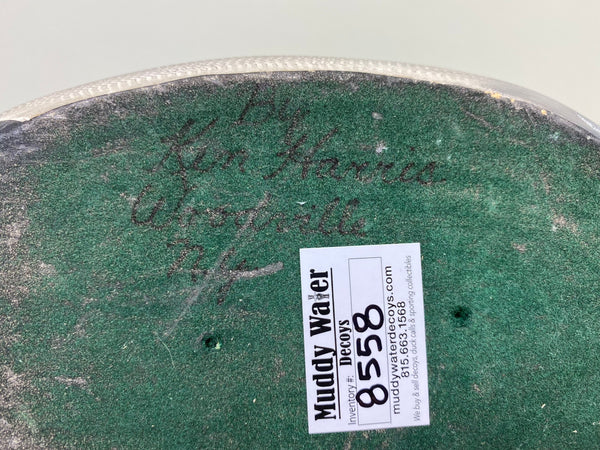 by
Ken Harris
Woodville
N.Y.
Muddy Water
Decoys
Inventory #: 8558
muddywaterdecoys.com
815.663.1568
We buy & sell decoys, duck calls & sporting collectibles